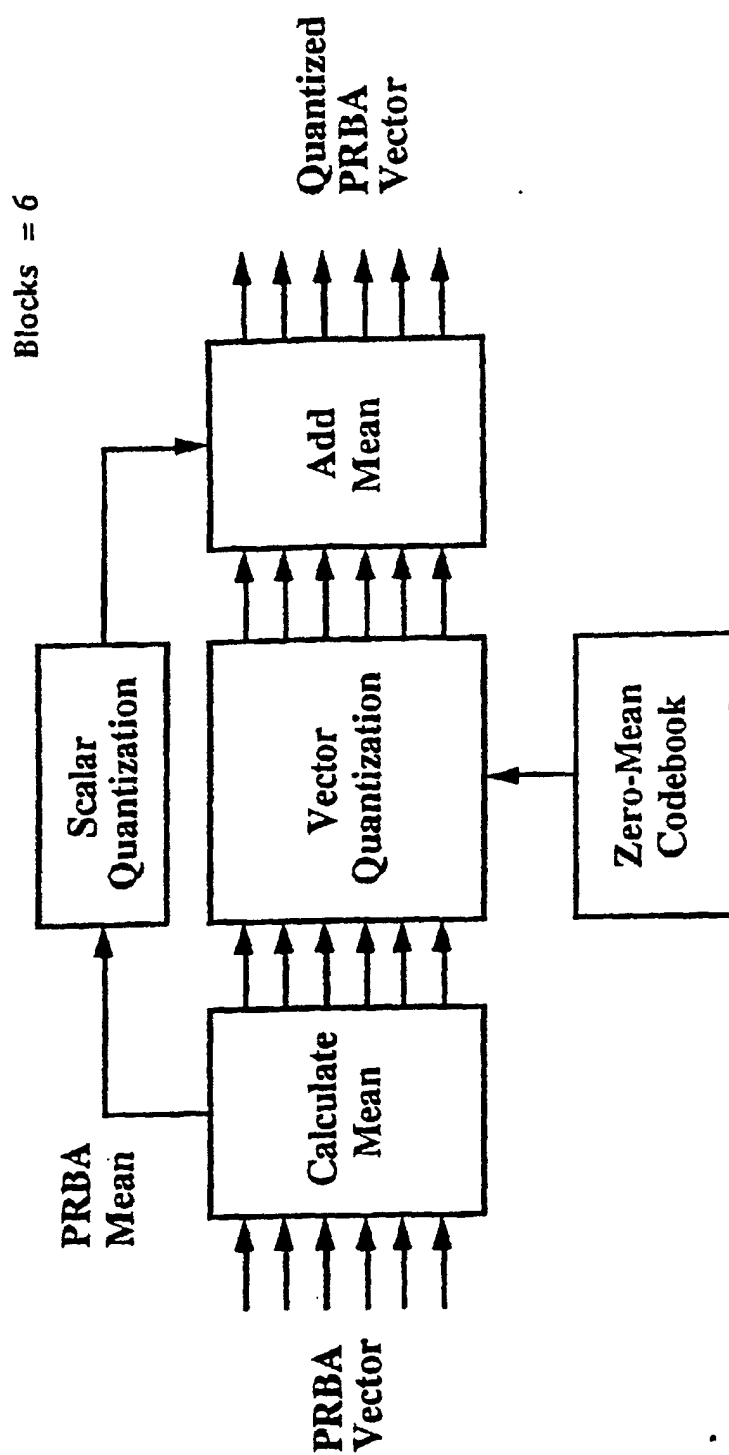 Blocks = 6
PRBA
Mean
Scalar
Quantization
PRBA
Vector
Calculate
Mean
Vector
Quantization
Add
Mean
Quantized
PRBA
Vector
Zero-Mean
Codebook